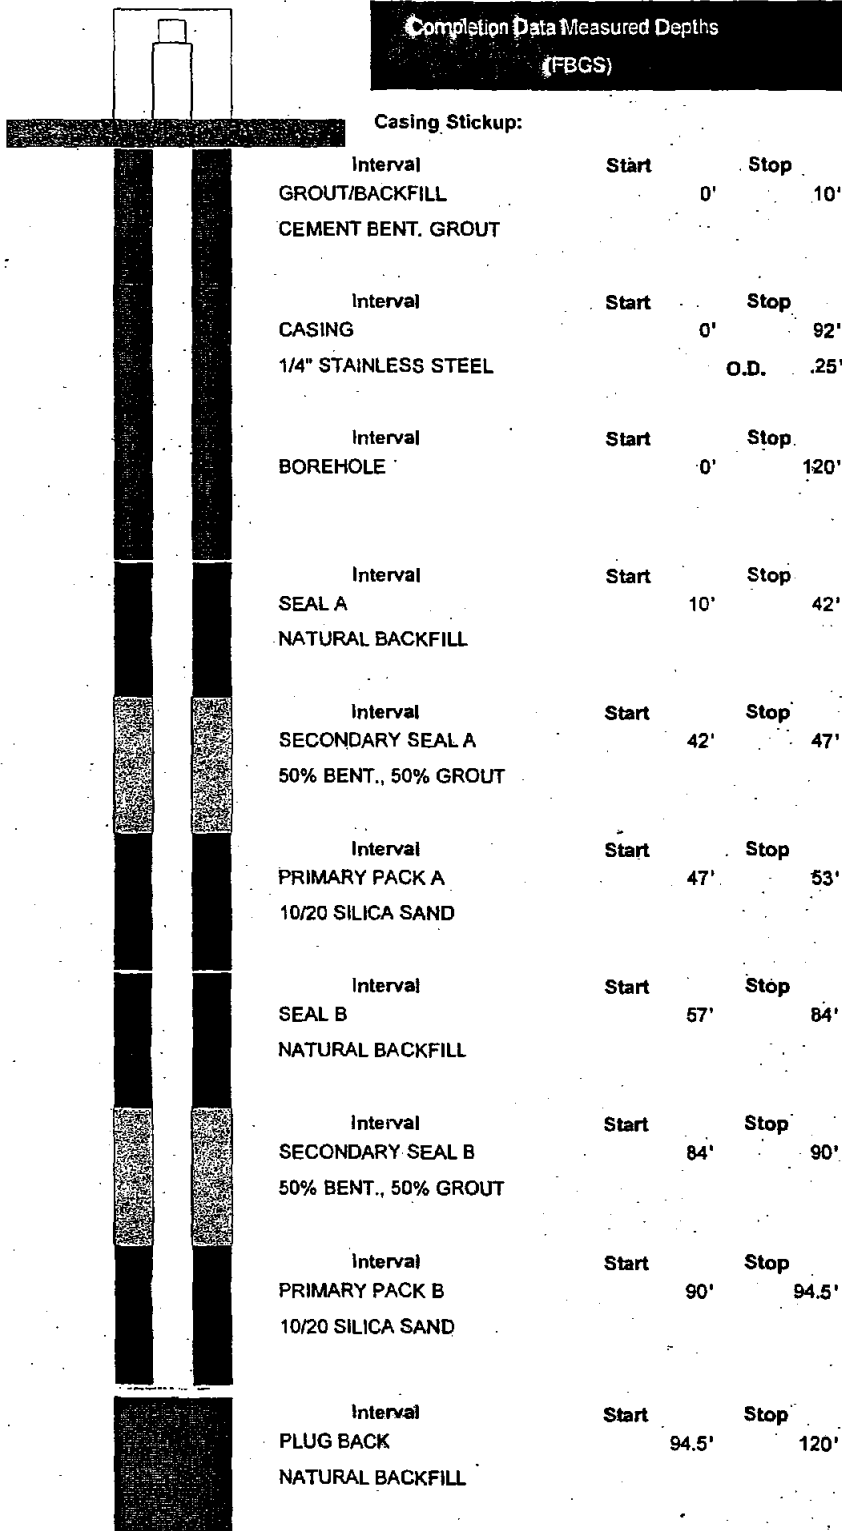 Completion Data Measured Depths
(FBGS)
Casing Stickup:
Interval Start Stop
GROUT/BACKFILL 0' 10'
CEMENT BENT. GROUT
Interval Start Stop
CASING 0' 92'
1/4" STAINLESS STEEL O.D. .25'
Interval Start Stop
BOREHOLE 0' 120'
Interval Start Stop
SEAL A 10' 42'
NATURAL BACKFILL
Interval Start Stop
SECONDARY SEAL A 42' 47'
50% BENT., 50% GROUT
Interval Start Stop
PRIMARY PACK A 47' 53'
10/20 SILICA SAND
Interval Start Stop
SEAL B 57' 84'
NATURAL BACKFILL
Interval Start Stop
SECONDARY SEAL B 84' 90'
50% BENT., 50% GROUT
Interval Start Stop
PRIMARY PACK B 90' 94.5'
10/20 SILICA SAND
Interval Start Stop
PLUG BACK 94.5' 120'
NATURAL BACKFILL